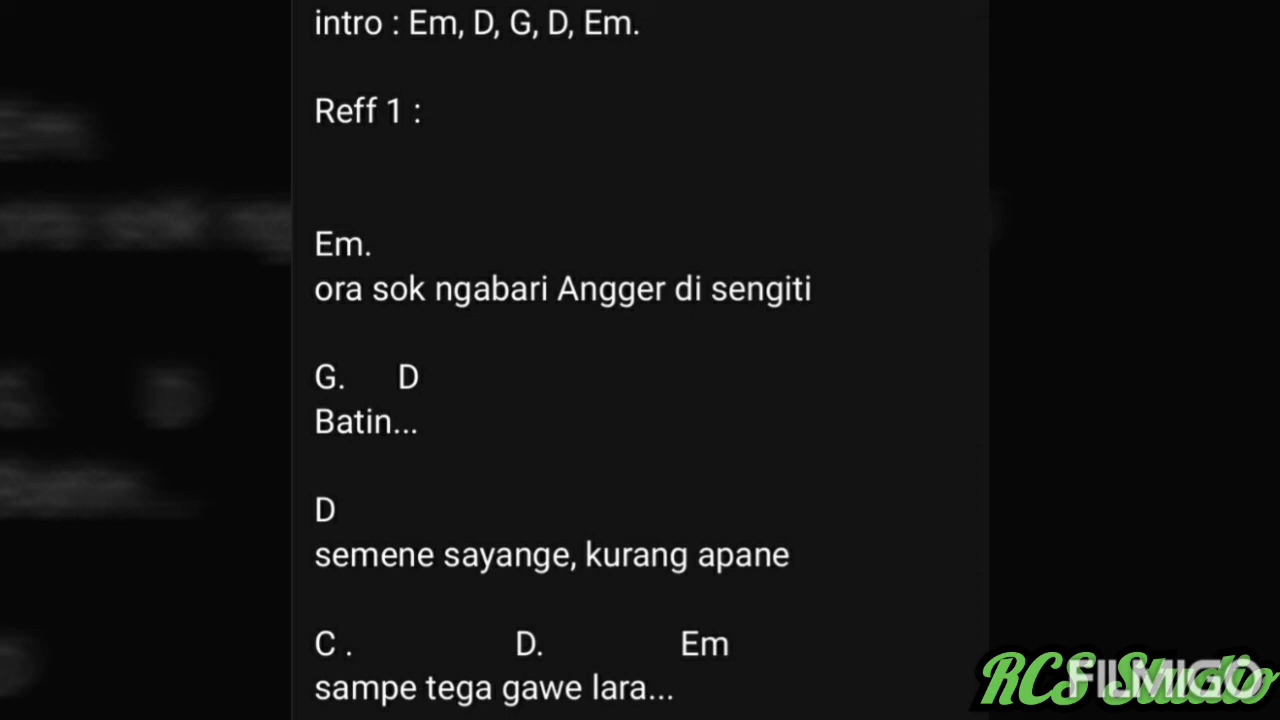 intro : Em, D, G, D, Em.
Reff 1 :
Em.
ora sok ngabari Angger di sengiti
G. D
Batin...
D
semene sayange, kurang apane
C . D. Em
sampe tega gawe lara...
RCS Studio
FILMIGO